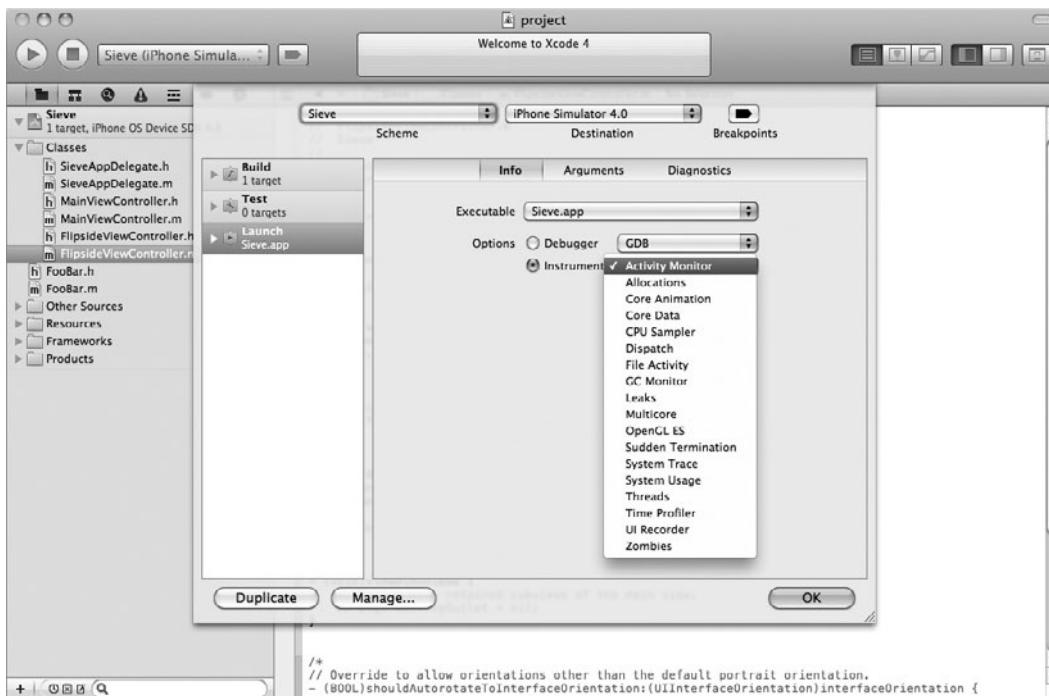 project
Sieve (iPhone Simula...
Welcome to Xcode 4
Sieve
1 target, iPhone OS Device SD
Classes
h SieveAppDelegate.h
m SieveAppDelegate.m
h MainViewController.h
m MainViewController.m
h FlipsideViewController.h
m FlipsideViewController.m
h FooBar.h
m FooBar.m
Other Sources
Resources
Frameworks
Products
Sieve
iPhone Simulator 4.0
Scheme
Destination
Breakpoints
Build
1 target
Test
0 targets
Launch
Sieve.app
Info
Arguments
Diagnostics
Executable
Sieve.app
Options
Debugger
GDB
Instrument
✓ Activity Monitor
Allocations
Core Animation
Core Data
CPU Sampler
Dispatch
File Activity
GC Monitor
Leaks
Multicore
OpenGL ES
Sudden Termination
System Trace
System Usage
Threads
Time Profiler
UI Recorder
Zombies
Duplicate
Manage...
OK
}
/*
// Override to allow orientations other than the default portrait orientation.
- (BOOL)shouldAutorotateToInterfaceOrientation:(UIInterfaceOrientation)interfaceOrientation {